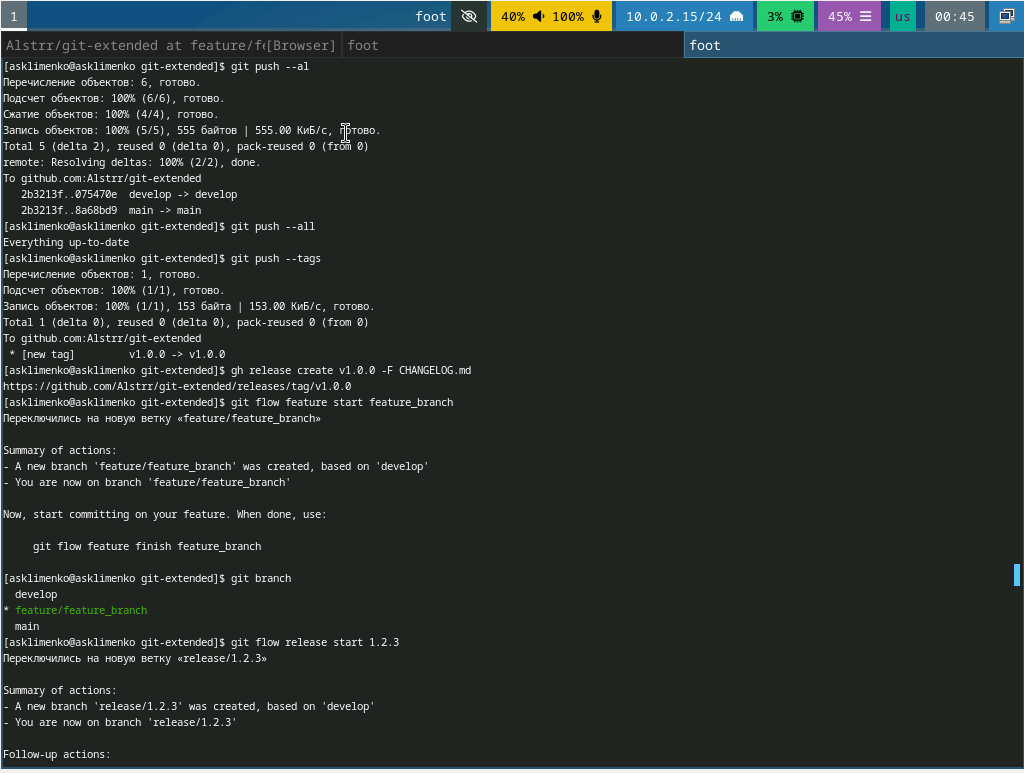 1 foot 40% 100% 10.0.2.15/24 3% 45% us 00:45
Alstrr/git-extended at feature/f [Browser] foot foot
[asklimenko@asklimenko git-extended]$ git push --al
Перечисление объектов: 6, готово.
Подсчет объектов: 100% (6/6), готово.
Сжатие объектов: 100% (4/4), готово.
Запись объектов: 100% (5/5), 555 байтов | 555.00 КиБ/с, готово.
Total 5 (delta 2), reused 0 (delta 0), pack-reused 0 (from 0)
remote: Resolving deltas: 100% (2/2), done.
To github.com:Alstrr/git-extended
   2b3213f..075470e  develop -> develop
   2b3213f..8a68bd9  main -> main
[asklimenko@asklimenko git-extended]$ git push --all
Everything up-to-date
[asklimenko@asklimenko git-extended]$ git push --tags
Перечисление объектов: 1, готово.
Подсчет объектов: 100% (1/1), готово.
Запись объектов: 100% (1/1), 153 байта | 153.00 КиБ/с, готово.
Total 1 (delta 0), reused 0 (delta 0), pack-reused 0 (from 0)
To github.com:Alstrr/git-extended
 * [new tag]         v1.0.0 -> v1.0.0
[asklimenko@asklimenko git-extended]$ gh release create v1.0.0 -F CHANGELOG.md
https://github.com/Alstrr/git-extended/releases/tag/v1.0.0
[asklimenko@asklimenko git-extended]$ git flow feature start feature_branch
Переключились на новую ветку «feature/feature_branch»

Summary of actions:
- A new branch 'feature/feature_branch' was created, based on 'develop'
- You are now on branch 'feature/feature_branch'

Now, start committing on your feature. When done, use:

     git flow feature finish feature_branch

[asklimenko@asklimenko git-extended]$ git branch
  develop
* feature/feature_branch
  main
[asklimenko@asklimenko git-extended]$ git flow release start 1.2.3
Переключились на новую ветку «release/1.2.3»

Summary of actions:
- A new branch 'release/1.2.3' was created, based on 'develop'
- You are now on branch 'release/1.2.3'

Follow-up actions: